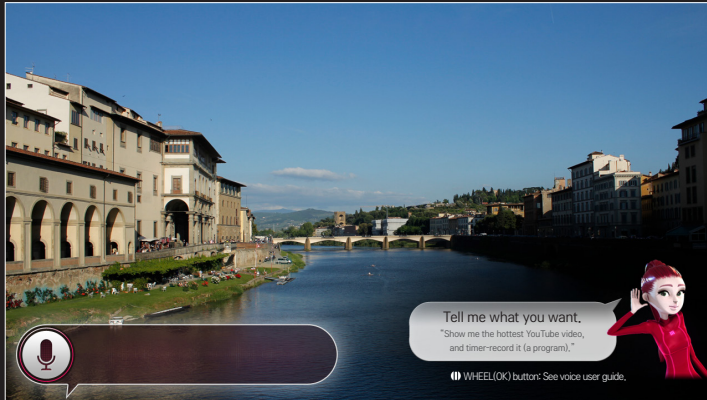 Tell me what you want.
"Show me the hottest YouTube video,
and timer-record it (a program)."
WHEEL(OK) button: See voice user guide.